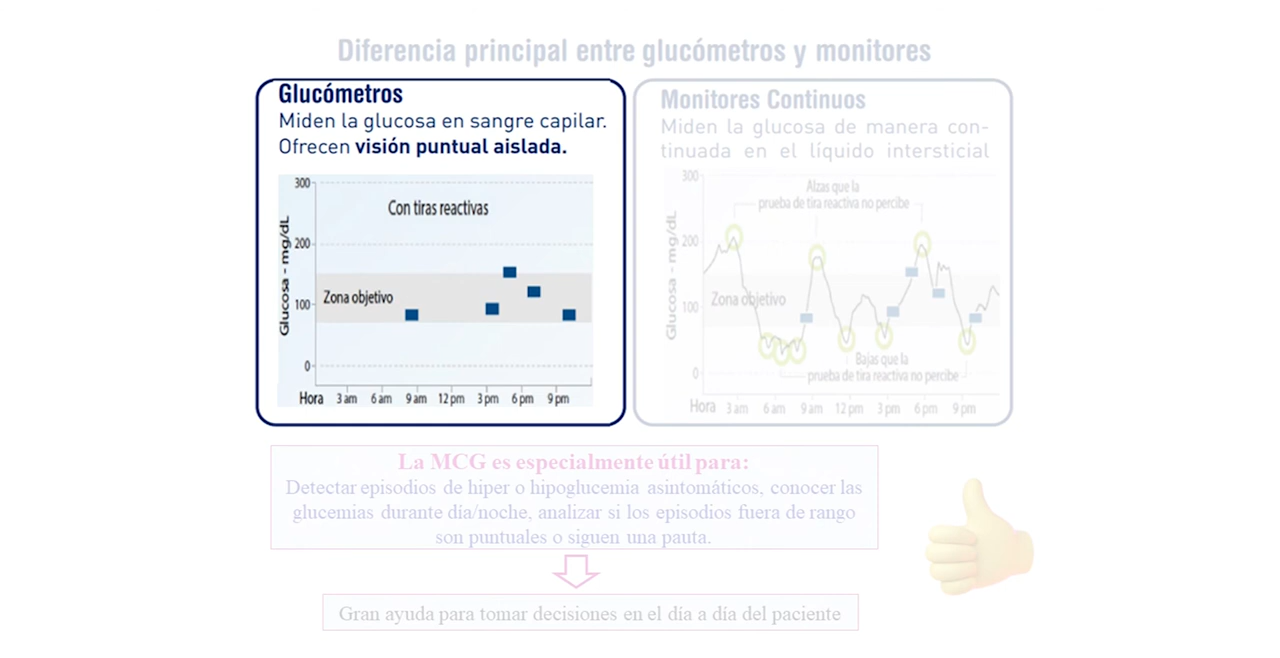 Diferencia principal entre glucómetros y monitores
Glucómetros
Miden la glucosa en sangre capilar.
Ofrecen visión puntual aislada.
300
Con tiras reactivas
200
Zona objetivo
100
0
Glucosa - mg/dL
Hora 3 am 6 am 9 am 12 pm 3 pm 6 pm 9 pm
Monitores Continuos
Miden la glucosa de manera con-
tinuada en el líquido intersticial
300
Alzas que la
prueba de tira reactiva no percibe
200
Zona objetivo
100
Bajas que la
prueba de tira reactiva no percibe
0
Glucosa - mg/dL
Hora 3 am 6 am 9 am 12 pm 3 pm 6 pm 9 pm
La MCG es especialmente útil para:
Detectar episodios de hiper o hipoglucemia asintomáticos, conocer las
glucemias durante día/noche, analizar si los episodios fuera de rango
son puntuales o siguen una pauta.
Gran ayuda para tomar decisiones en el día a día del paciente